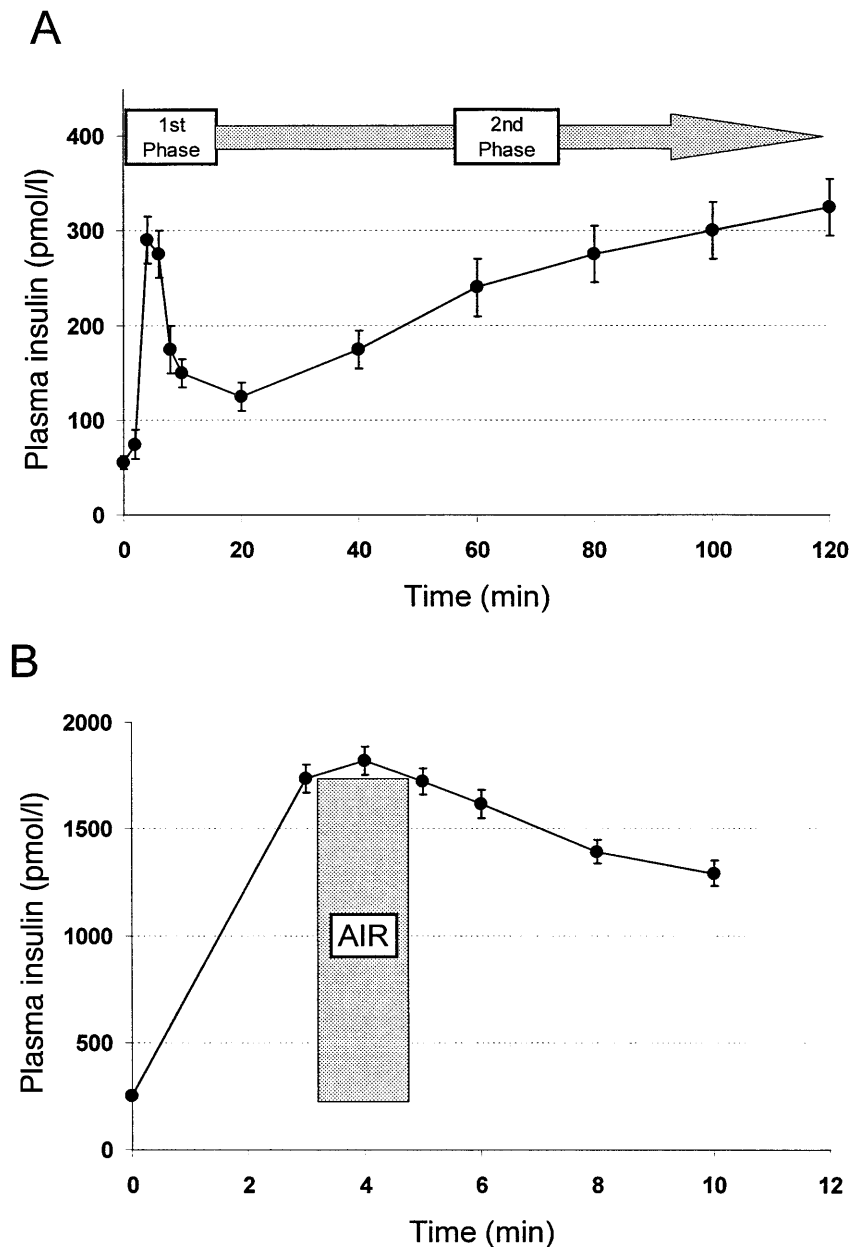 A
Plasma insulin (pmol/l)
400
300
200
100
0
1st
Phase
2nd
Phase
0 20 40 60 80 100 120
Time (min)
B
Plasma insulin (pmol/l)
2000
1500
1000
500
0
AIR
0 2 4 6 8 10 12
Time (min)